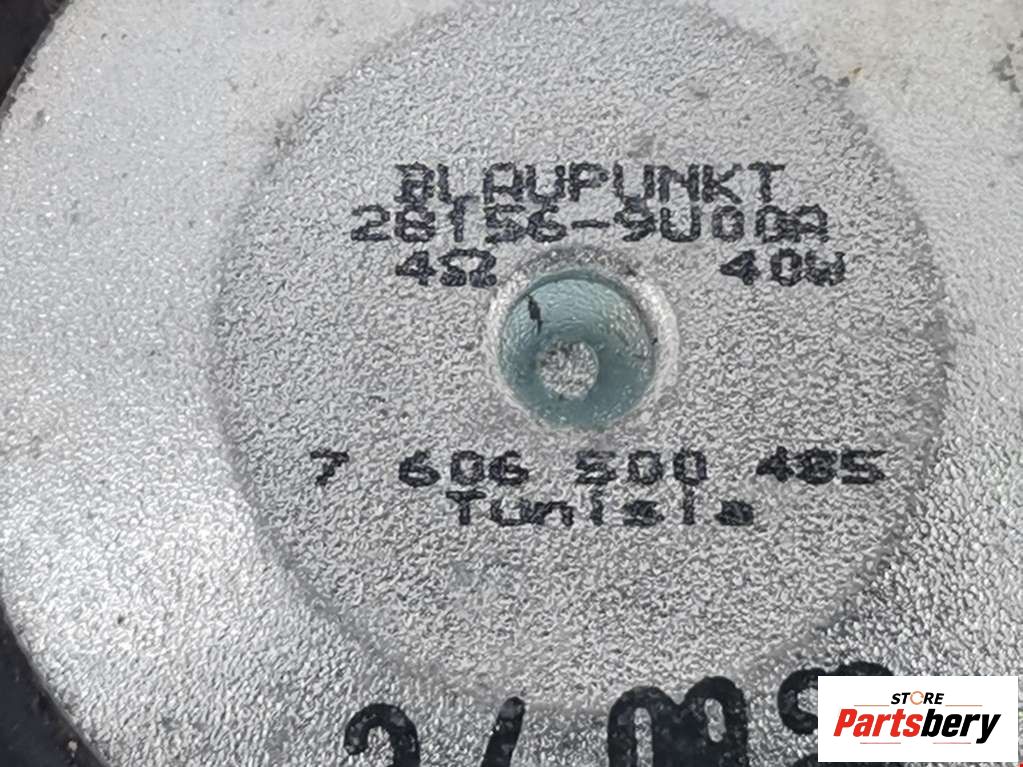 BLAUPUNKT
28156-9U00A
4Ω 40W
7 606 500 485
Tunisia
STORE
Partsbery